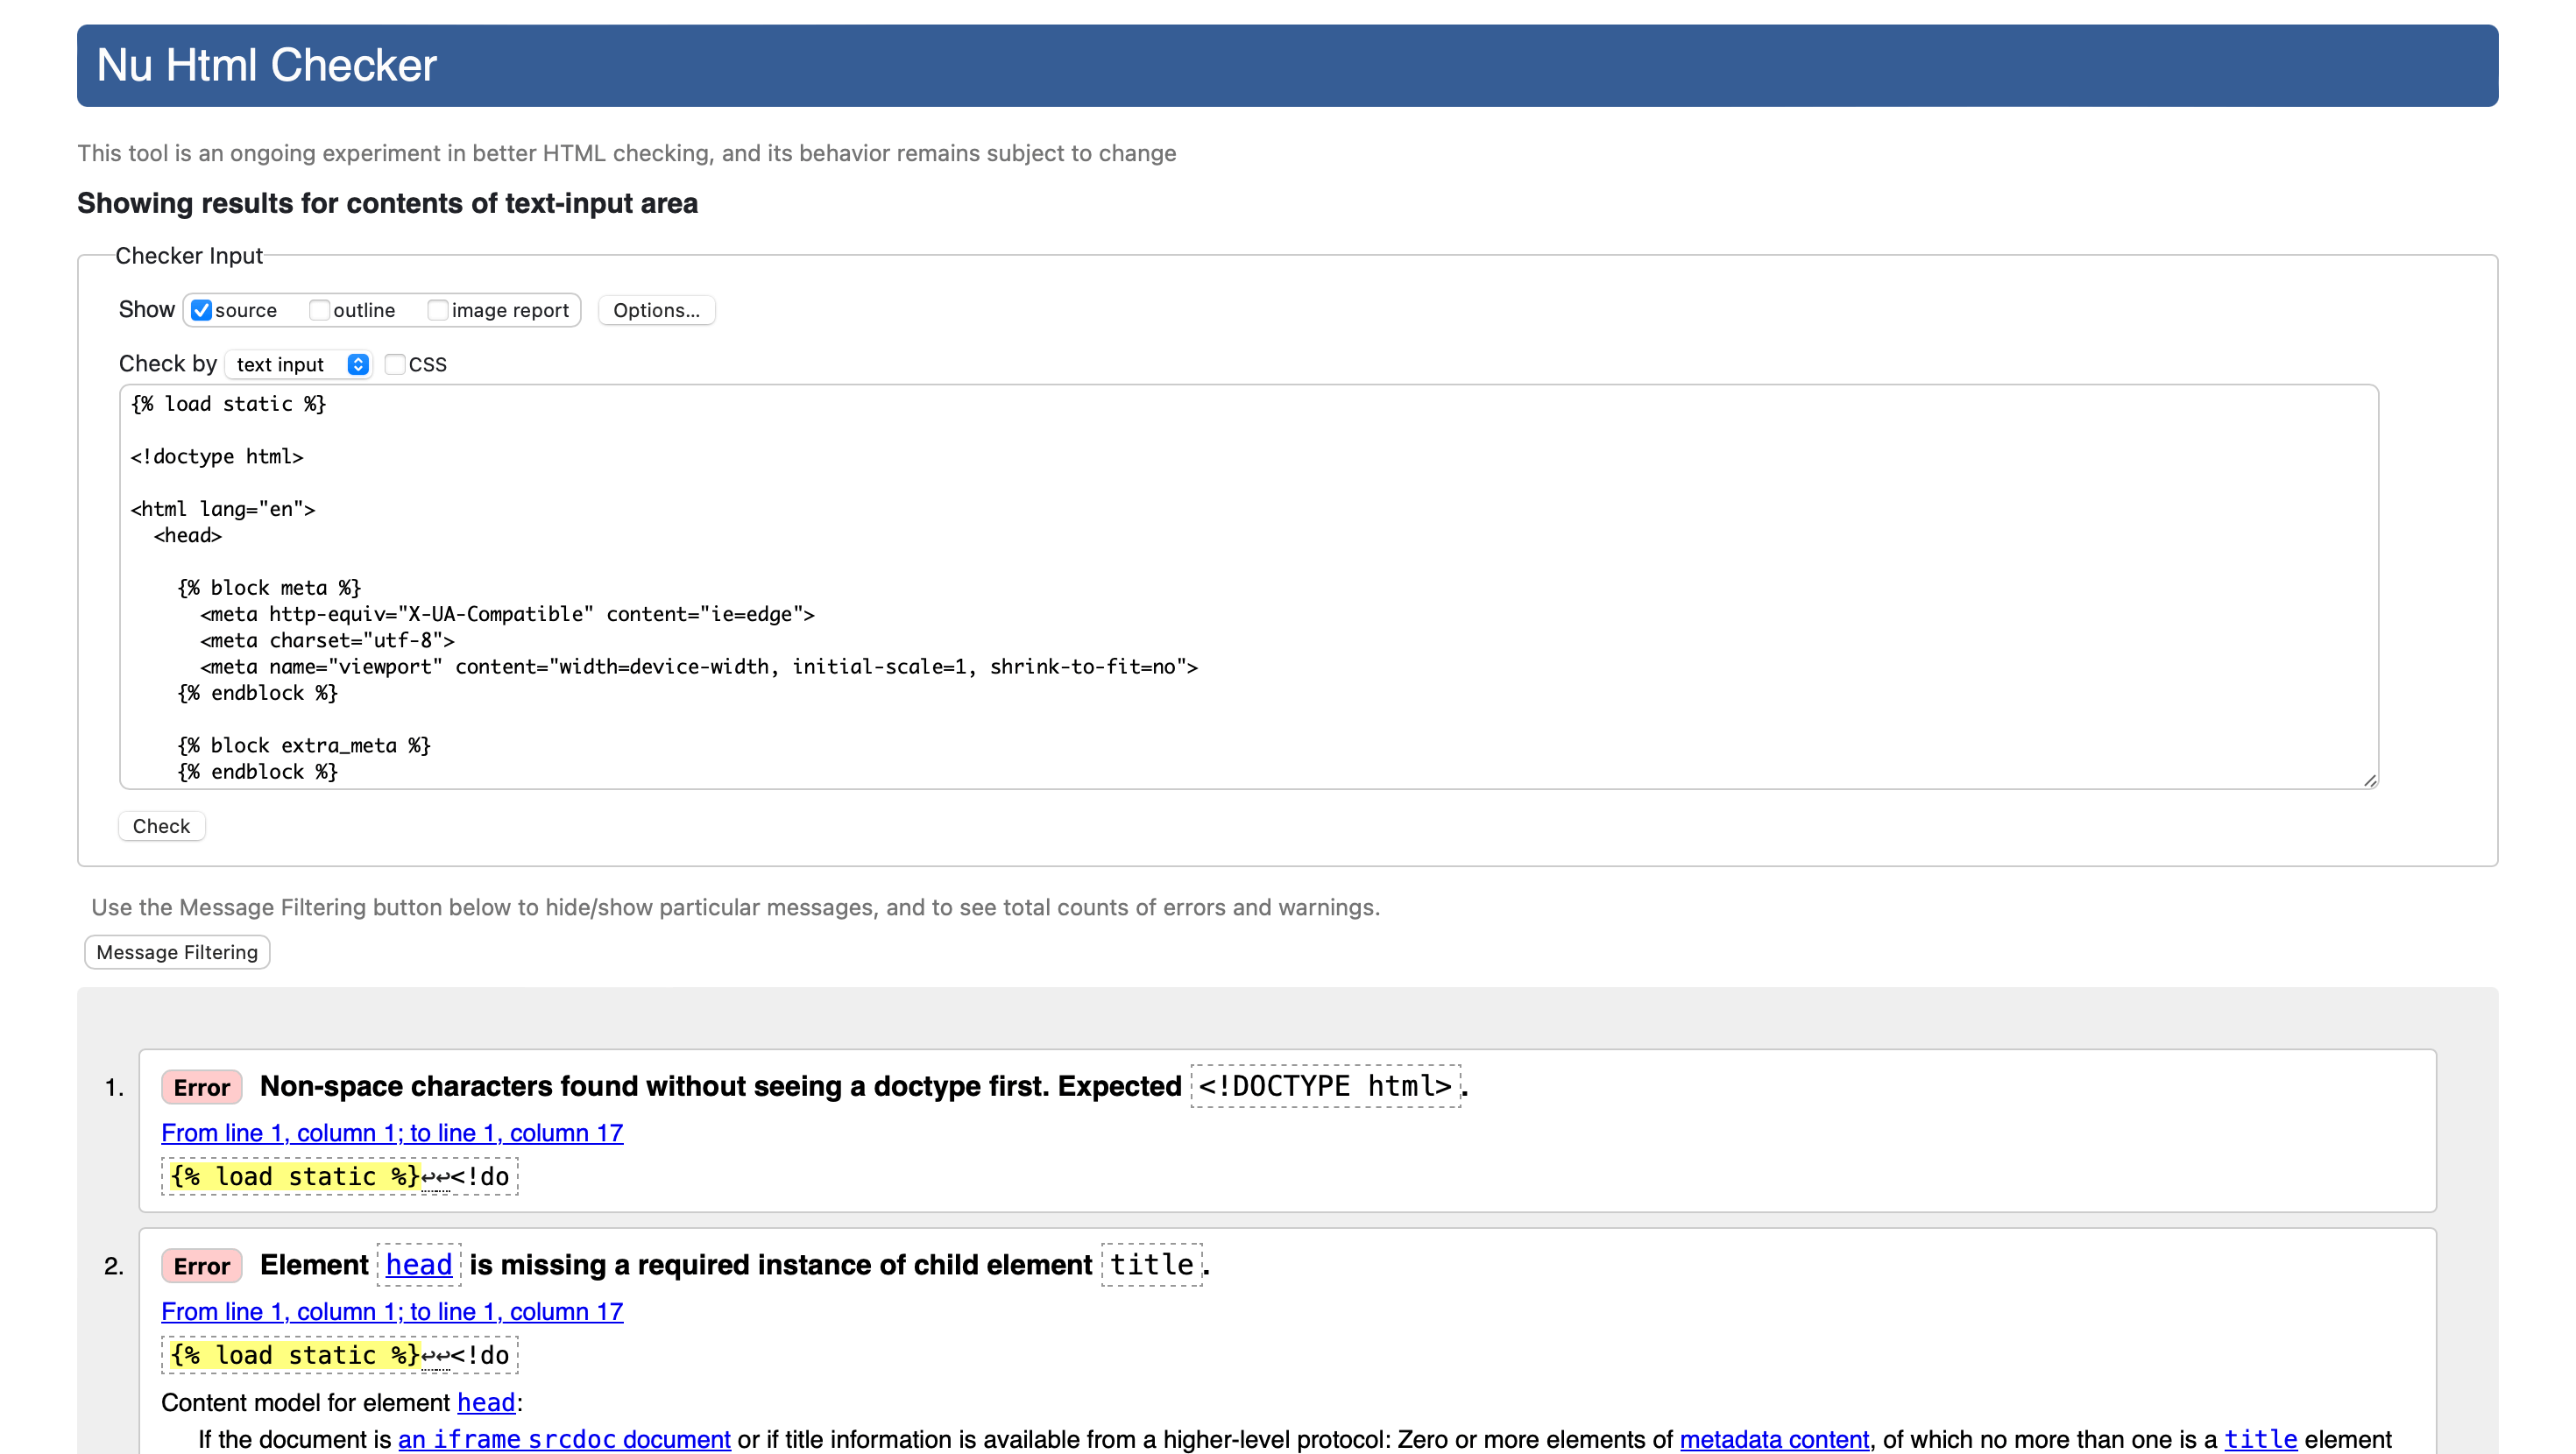 Nu Html Checker
This tool is an ongoing experiment in better HTML checking, and its behavior remains subject to change
Showing results for contents of text-input area
Checker Input
Show source outline image report Options...
Check by text input CSS
{% load static %}
<!doctype html>
<html lang="en">
<head>
{% block meta %}
<meta http-equiv="X-UA-Compatible" content="ie=edge">
<meta charset="utf-8">
<meta name="viewport" content="width=device-width, initial-scale=1, shrink-to-fit=no">
{% endblock %}
{% block extra_meta %}
{% endblock %}
Check
Use the Message Filtering button below to hide/show particular messages, and to see total counts of errors and warnings.
Message Filtering
1. Error Non-space characters found without seeing a doctype first. Expected <!DOCTYPE html>.
From line 1, column 1; to line 1, column 17
{% load static %}↩↩<!do
2. Error Element head is missing a required instance of child element title.
From line 1, column 1; to line 1, column 17
{% load static %}↩↩<!do
Content model for element head:
If the document is an iframe srcdoc document or if title information is available from a higher-level protocol: Zero or more elements of metadata content, of which no more than one is a title element